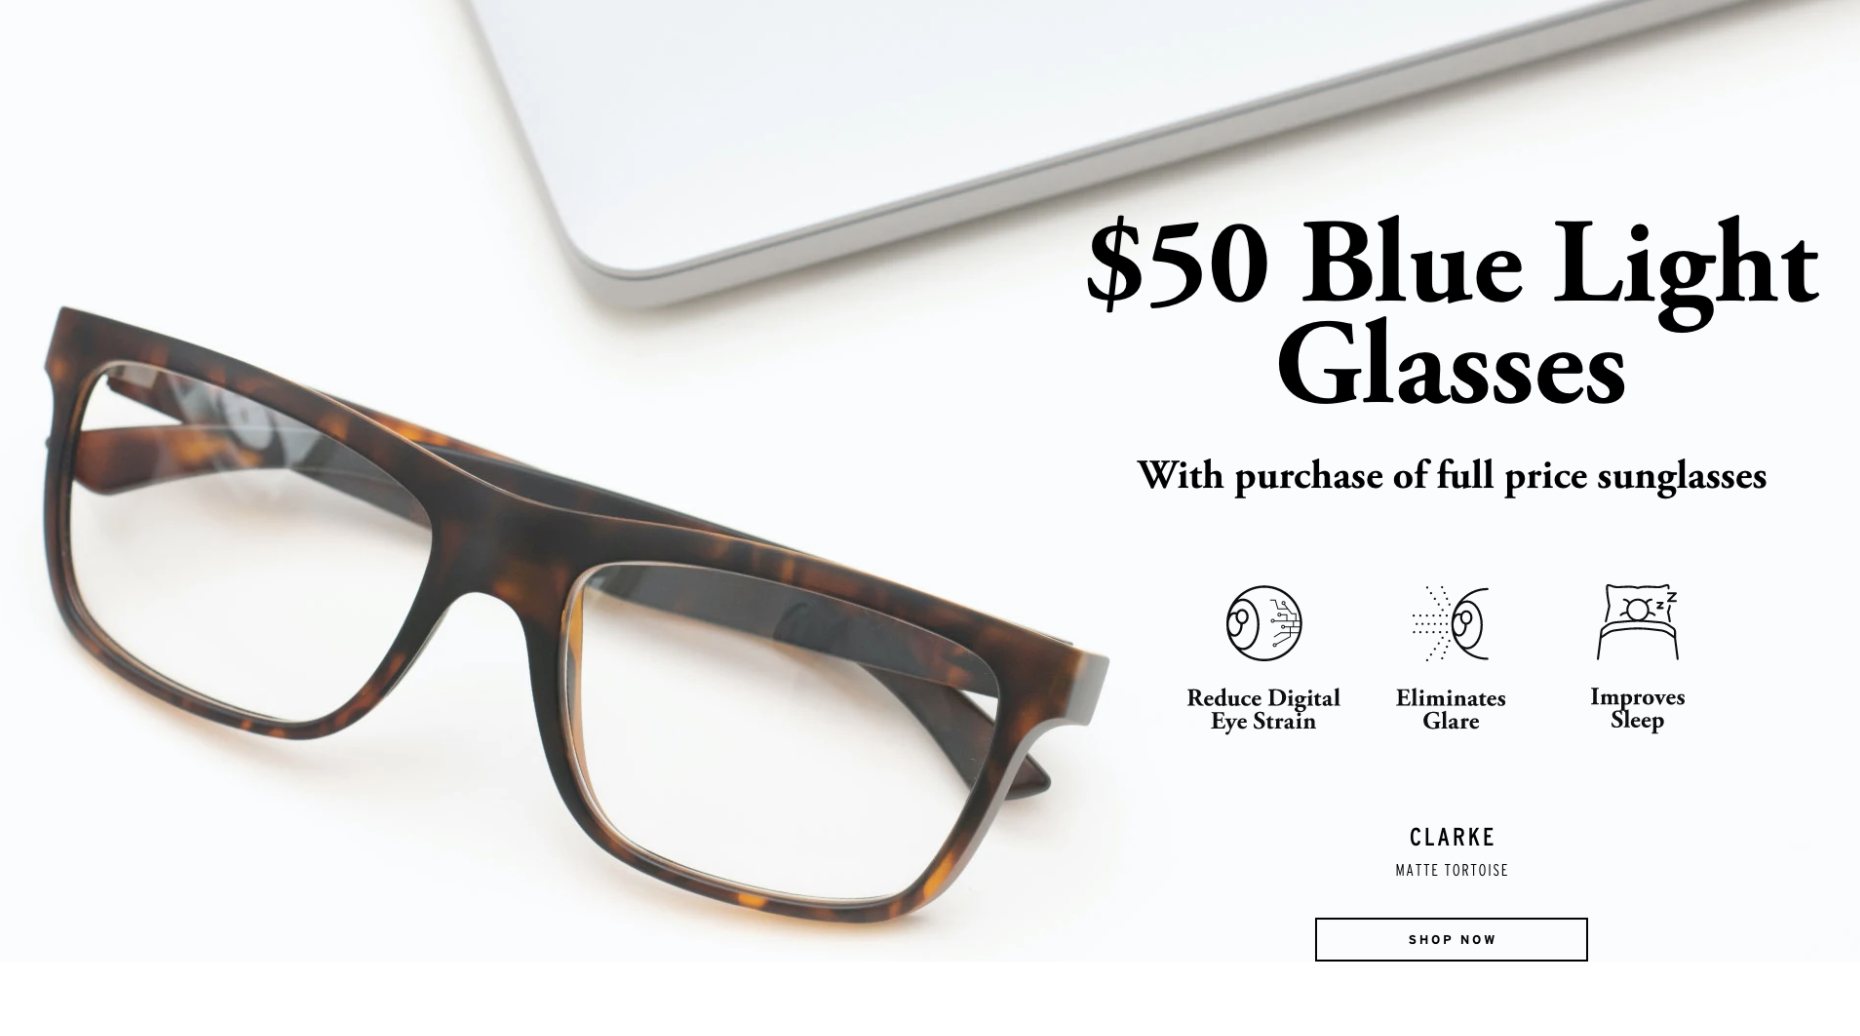 $50 Blue Light
Glasses
With purchase of full price sunglasses
Reduce Digital
Eye Strain
Eliminates
Glare
Improves
Sleep
CLARKE
MATTE TORTOISE
SHOP NOW